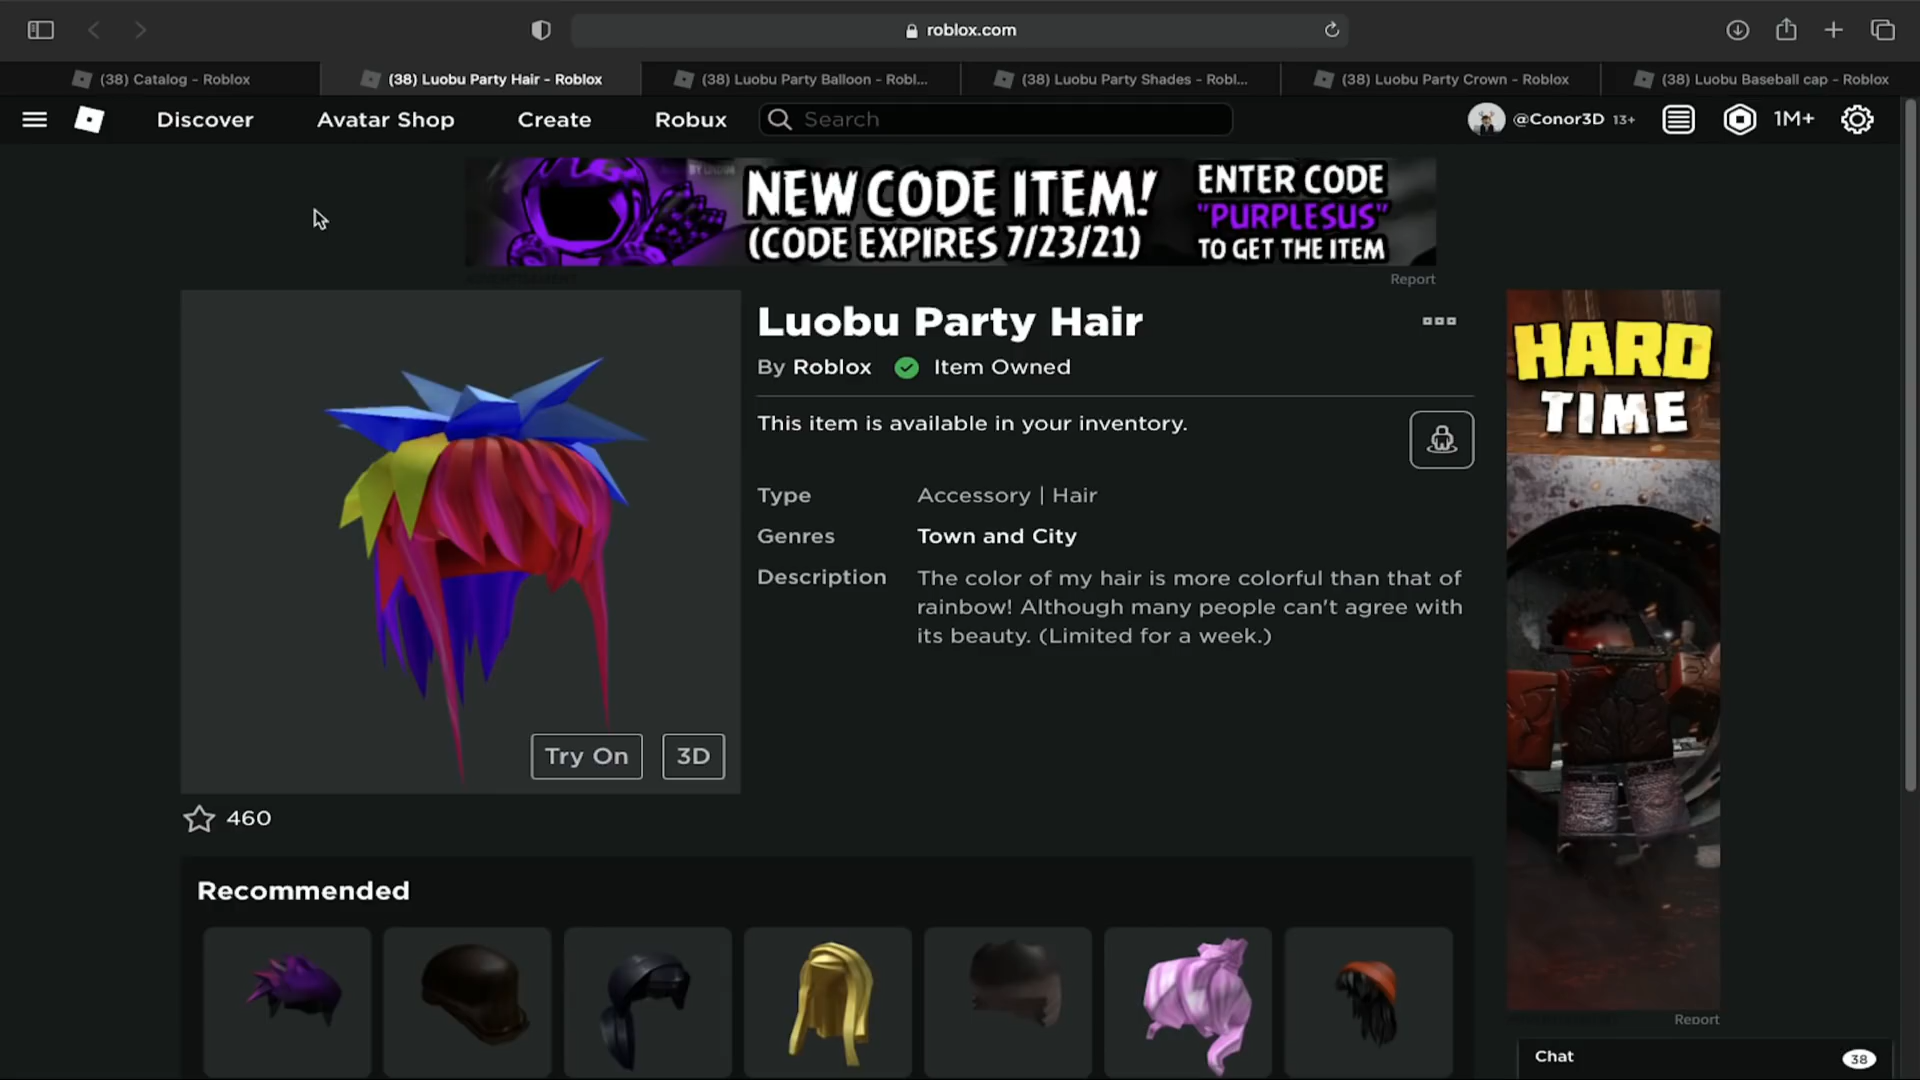 roblox.com
(38) Catalog - Roblox
(38) Luobu Party Hair - Roblox
(38) Luobu Party Balloon - Robl...
(38) Luobu Party Shades - Robl...
(38) Luobu Party Crown - Roblox
(38) Luobu Baseball cap - Roblox
Discover
Avatar Shop
Create
Robux
Search
@Conor3D 13+
1M+
NEW CODE ITEM!
(CODE EXPIRES 7/23/21)
ENTER CODE
"PURPLESUS"
TO GET THE ITEM
Report
Luobu Party Hair
By Roblox Item Owned
This item is available in your inventory.
Type Accessory | Hair
Genres Town and City
Description The color of my hair is more colorful than that of
rainbow! Although many people can't agree with
its beauty. (Limited for a week.)
Try On
3D
460
HARD
TIME
Report
Recommended
Chat
38